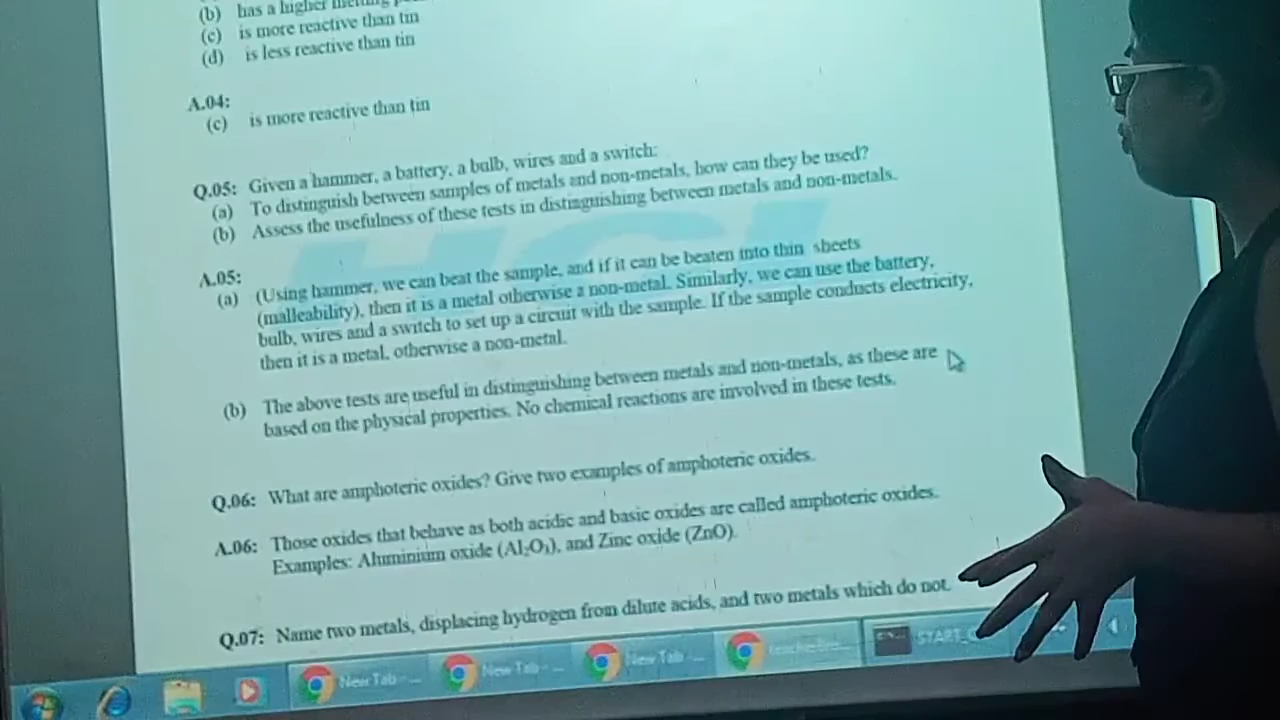 (b) has a higher melting
(c) is more reactive than tin
(d) is less reactive than tin
A.04:
(c) is more reactive than tin
Q.05: Given a hammer, a battery, a bulb, wires and a switch:
(a) To distinguish between samples of metals and non-metals, how can they be used?
(b) Assess the usefulness of these tests in distinguishing between metals and non-metals.
A.05:
(a) (Using hammer, we can beat the sample, and if it can be beaten into thin sheets
(malleability), then it is a metal otherwise a non-metal. Similarly, we can use the battery,
bulb, wires and a switch to set up a circuit with the sample. If the sample conducts electricity,
then it is a metal, otherwise a non-metal.
(b) The above tests are useful in distinguishing between metals and non-metals, as these are
based on the physical properties. No chemical reactions are involved in these tests.
Q.06: What are amphoteric oxides? Give two examples of amphoteric oxides.
A.06: Those oxides that behave as both acidic and basic oxides are called amphoteric oxides.
Examples: Aluminium oxide (Al₂O₃), and Zinc oxide (ZnO).
Q.07: Name two metals, displacing hydrogen from dilute acids, and two metals which do not.
New Tab - ... New Tab - ... New Tab - ... START_